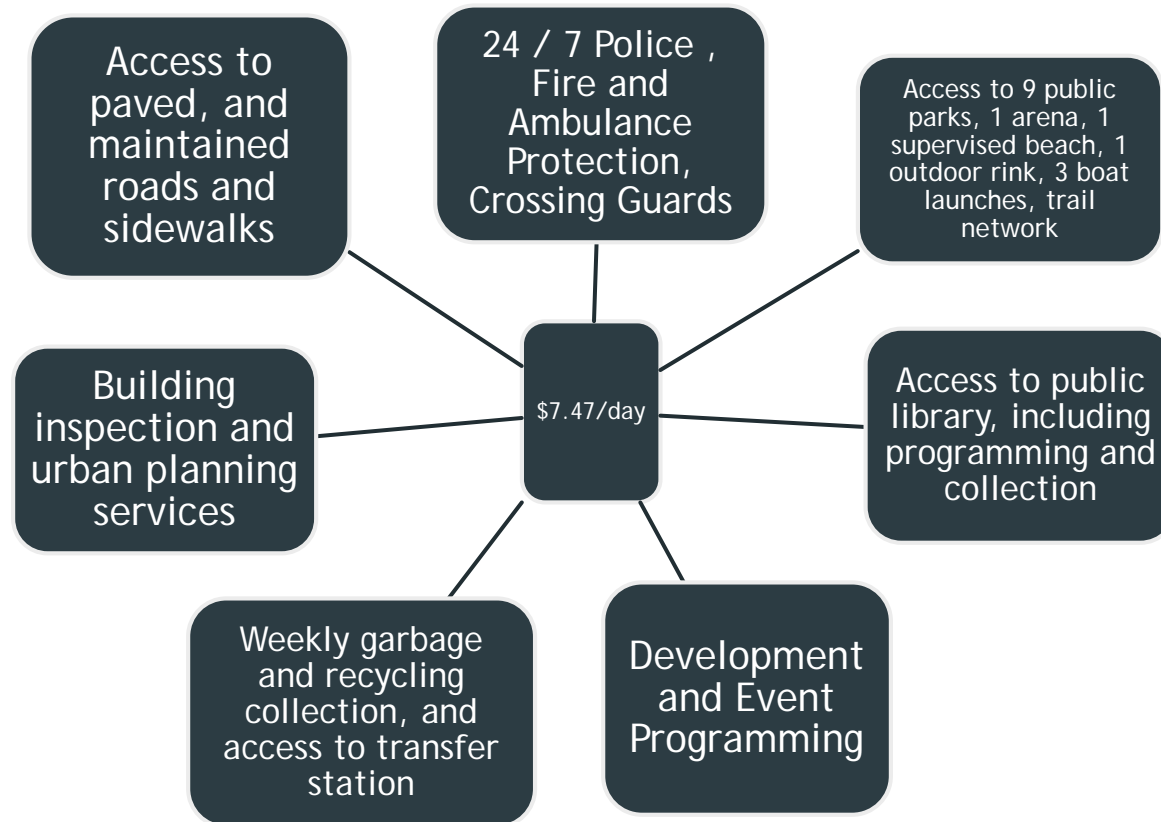 Access to
paved, and
maintained
roads and
sidewalks
24 / 7 Police ,
Fire and
Ambulance
Protection,
Crossing Guards
Access to 9 public
parks, 1 arena, 1
supervised beach, 1
outdoor rink, 3 boat
launches, trail
network
Building
inspection and
urban planning
services
$7.47/day
Access to public
library, including
programming and
collection
Weekly garbage
and recycling
collection, and
access to transfer
station
Development
and Event
Programming